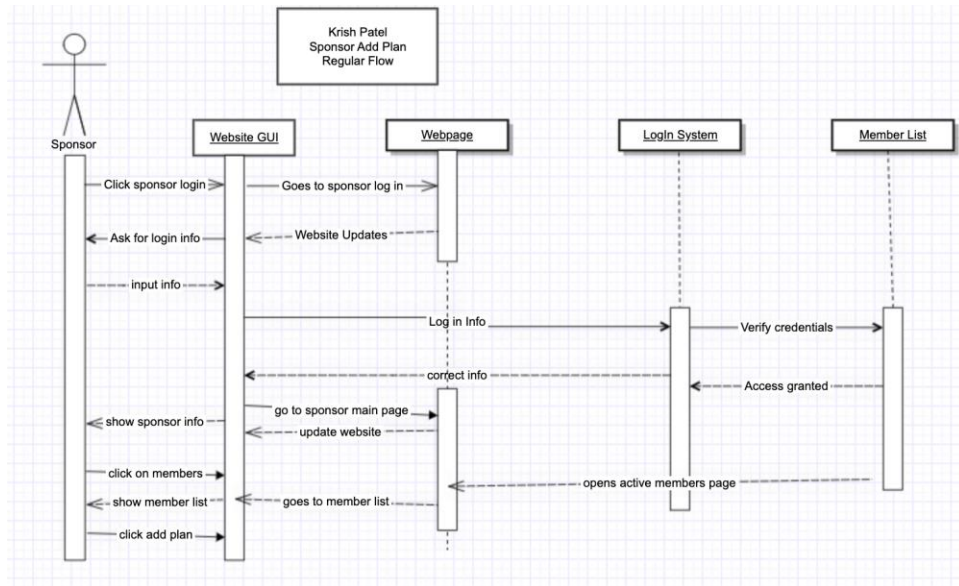 Krish Patel
Sponsor Add Plan
Regular Flow
Sponsor
Website GUI
Webpage
LogIn System
Member List
Click sponsor login
Goes to sponsor log in
Ask for login info
Website Updates
input info
Log in Info
Verify credentials
correct info
Access granted
go to sponsor main page
show sponsor info
update website
click on members
opens active members page
show member list
goes to member list
click add plan